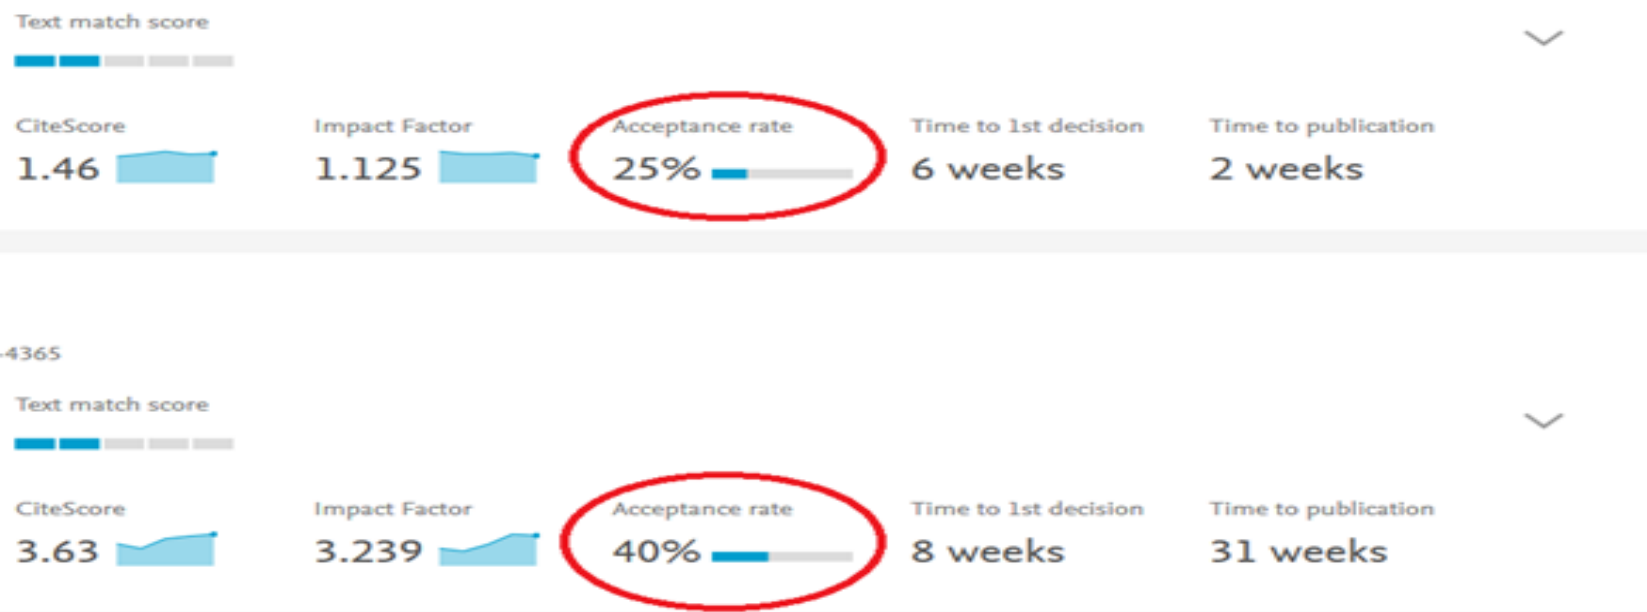 Text match score
CiteScore Impact Factor Acceptance rate Time to 1st decision Time to publication
1.46 1.125 25% 6 weeks 2 weeks
-4365
Text match score
CiteScore Impact Factor Acceptance rate Time to 1st decision Time to publication
3.63 3.239 40% 8 weeks 31 weeks